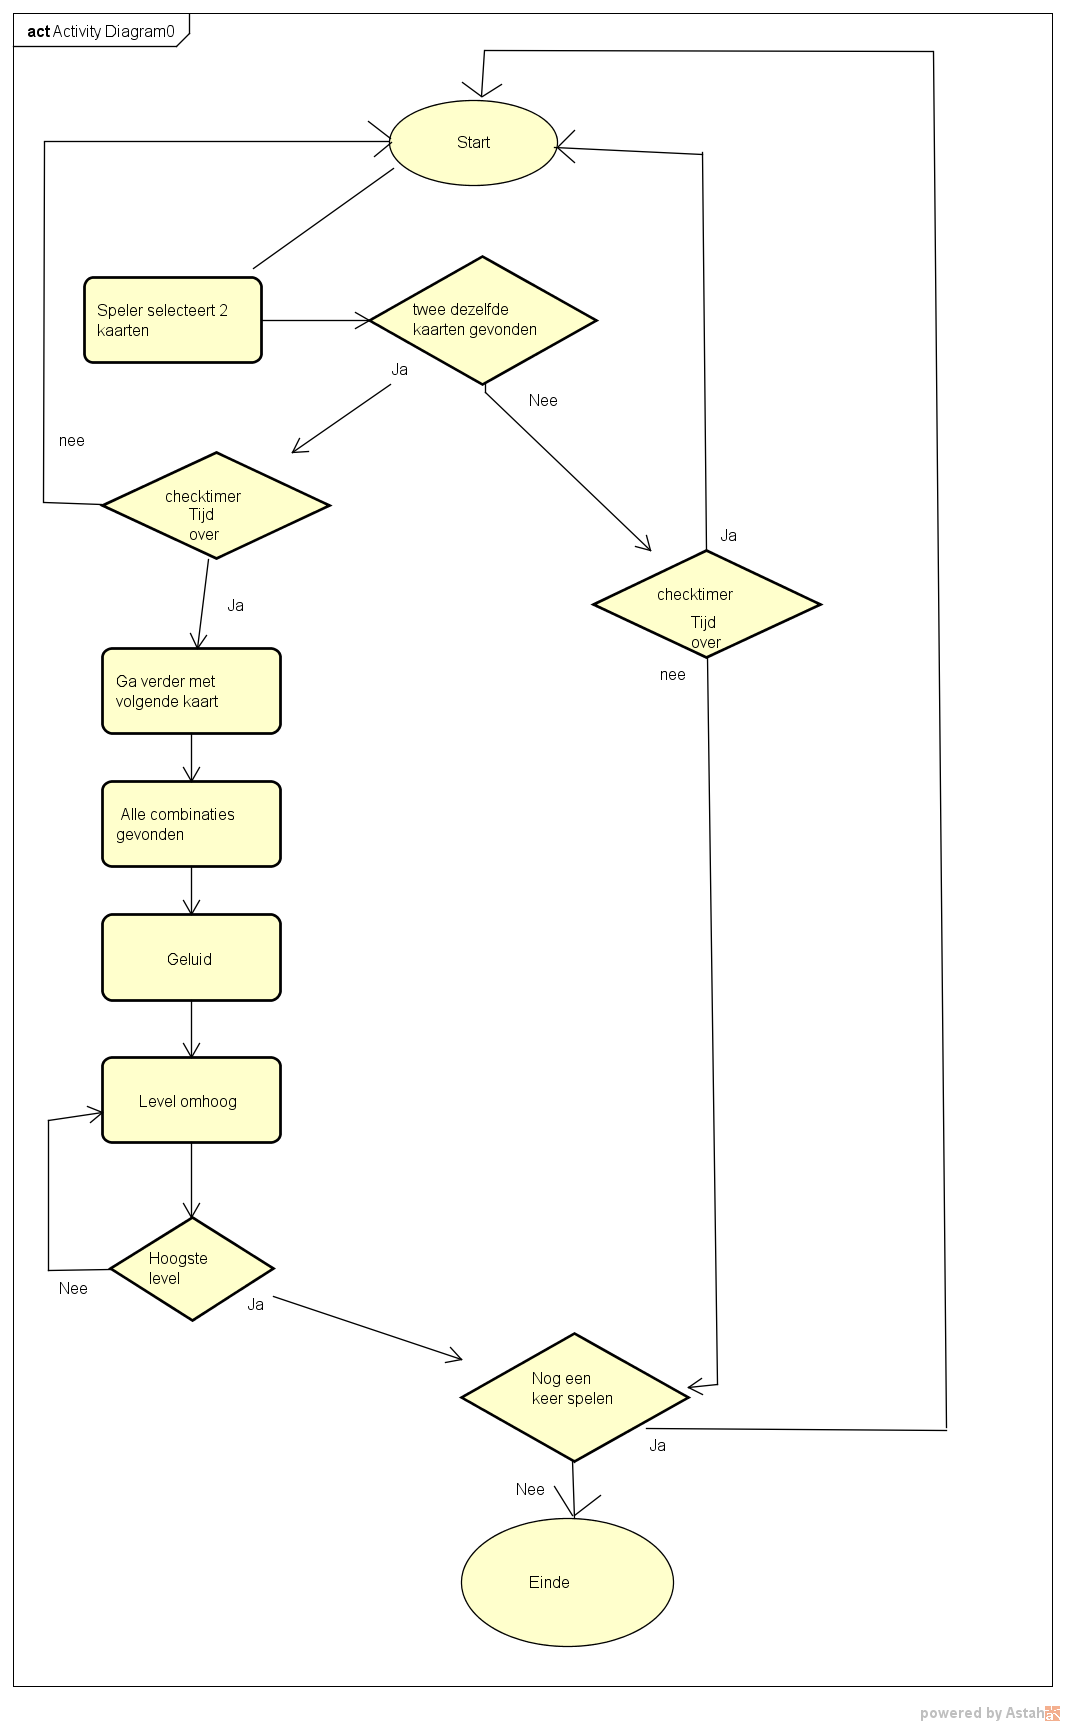 act Activity Diagram0
Start
Speler selecteert 2
kaarten
twee dezelfde
kaarten gevonden
Ja
Nee
nee
checktimer
Tijd
over
Ja
checktimer
Tijd
over
nee
Ja
Ga verder met
volgende kaart
Alle combinaties
gevonden
Geluid
Level omhoog
Hoogste
level
Nee
Ja
Nog een
keer spelen
Ja
Nee
Einde
powered by Astah